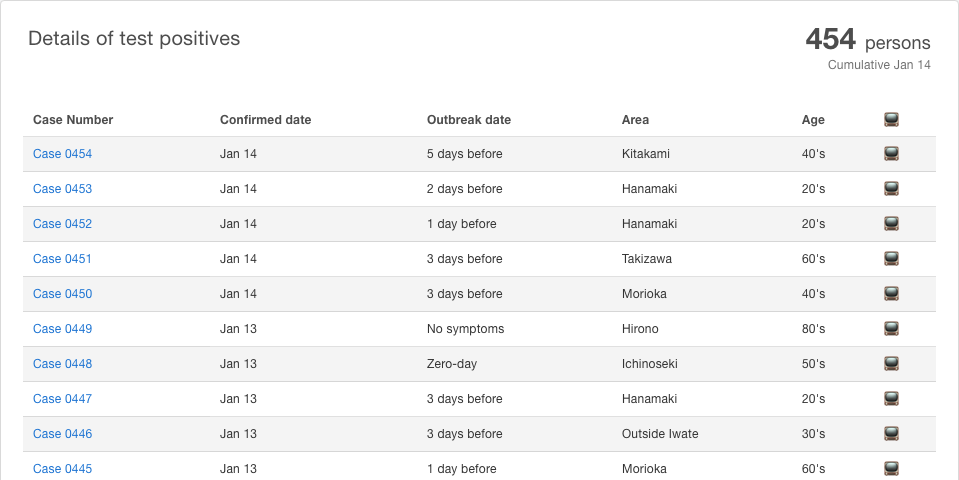 Details of test positives
454 persons
Cumulative Jan 14
Case Number Confirmed date Outbreak date Area Age
Case 0454 Jan 14 5 days before Kitakami 40's
Case 0453 Jan 14 2 days before Hanamaki 20's
Case 0452 Jan 14 1 day before Hanamaki 20's
Case 0451 Jan 14 3 days before Takizawa 60's
Case 0450 Jan 14 3 days before Morioka 40's
Case 0449 Jan 13 No symptoms Hirono 80's
Case 0448 Jan 13 Zero-day Ichinoseki 50's
Case 0447 Jan 13 3 days before Hanamaki 20's
Case 0446 Jan 13 3 days before Outside Iwate 30's
Case 0445 Jan 13 1 day before Morioka 60's